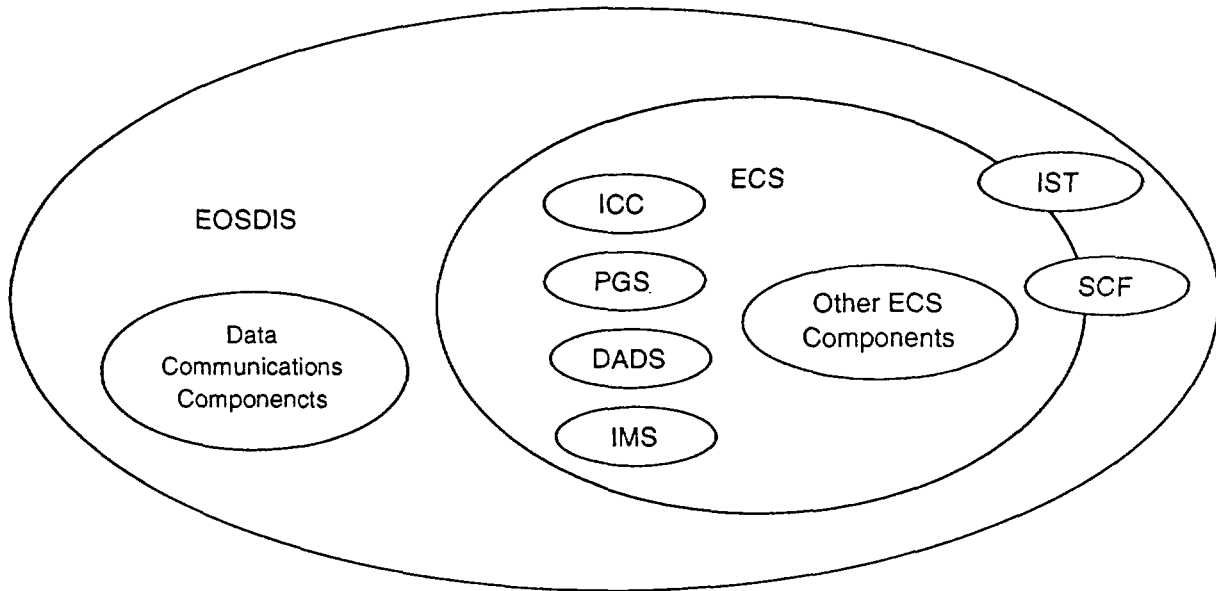 EOSDIS
Data
Communications
Componencts
ECS
ICC
PGS
DADS
IMS
Other ECS
Components
IST
SCF